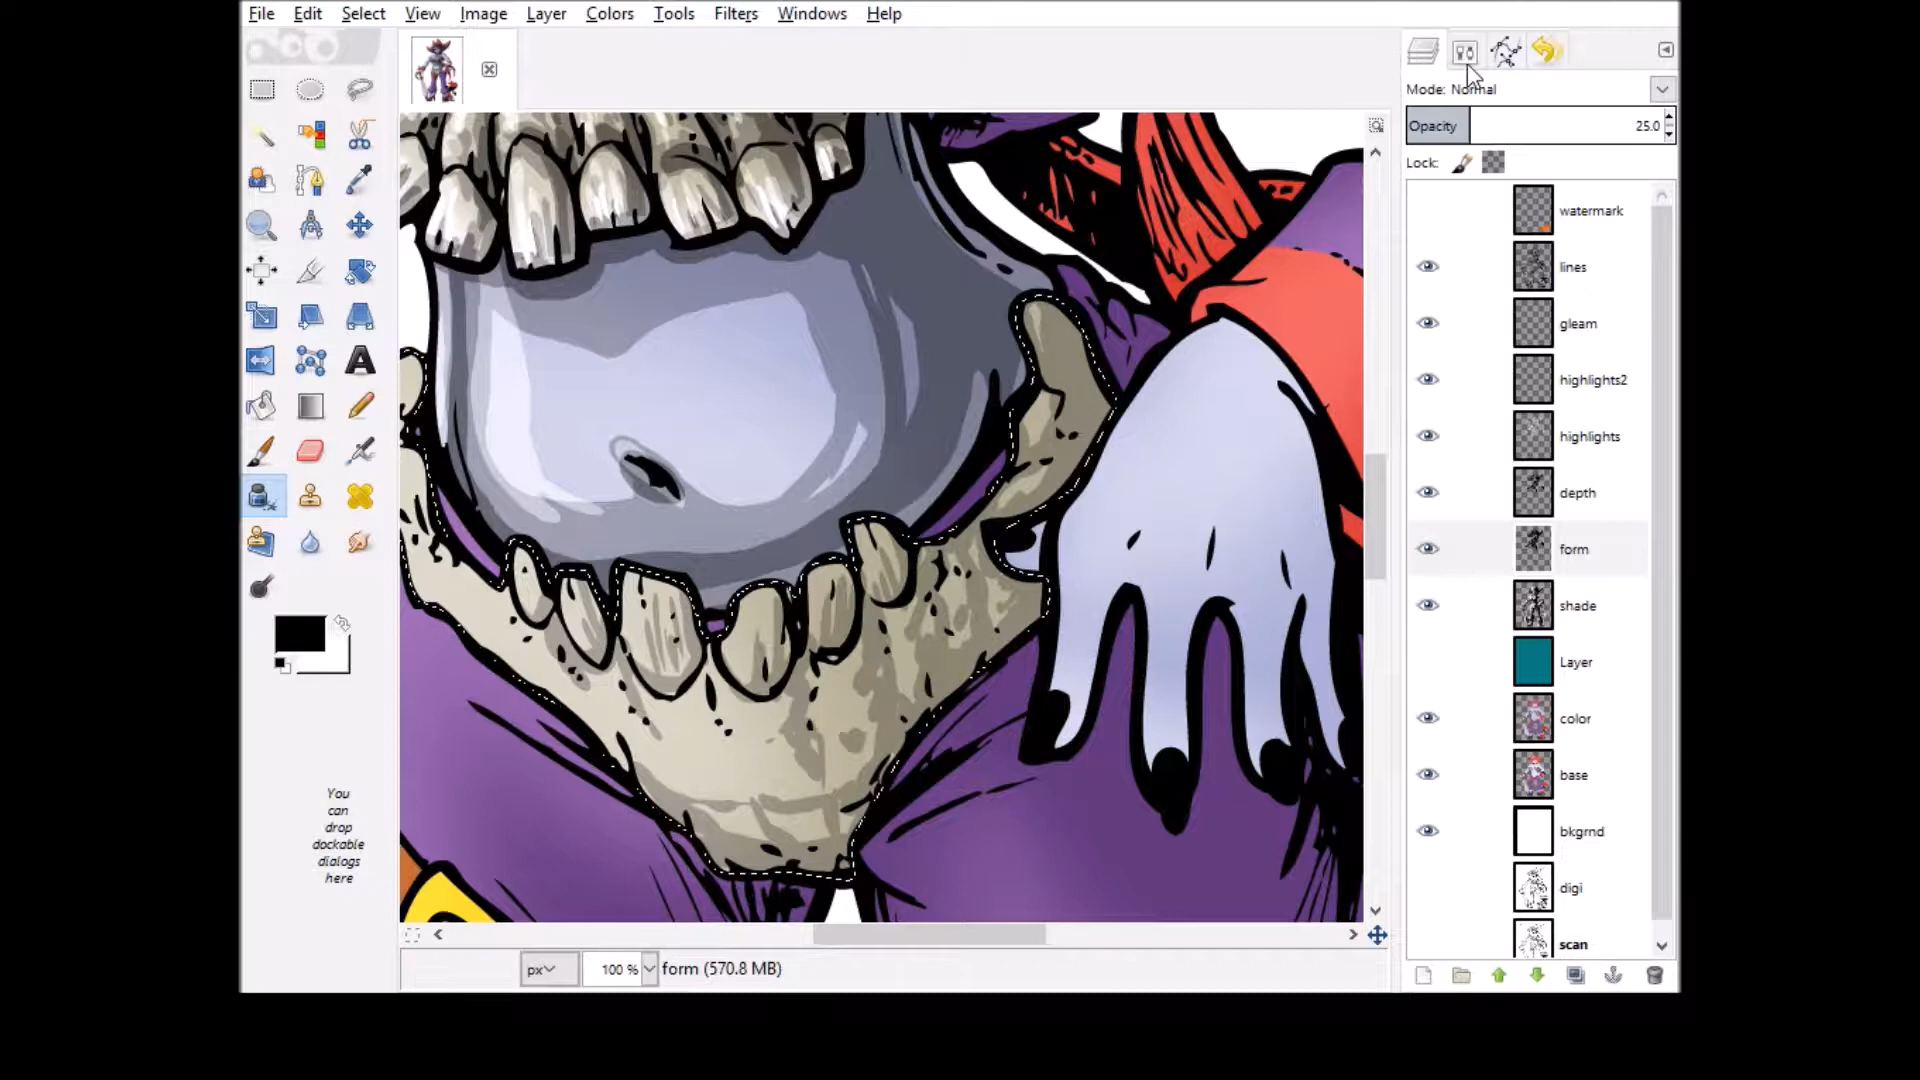 File Edit Select View Image Layer Colors Tools Filters Windows Help
Mode: Normal
Opacity 25.0
Lock:
watermark
lines
gleam
highlights2
highlights
depth
form
shade
Layer
color
base
bkgrnd
digi
scan
You
can
drop
dockable
dialogs
here
px 100 % form (570.8 MB)